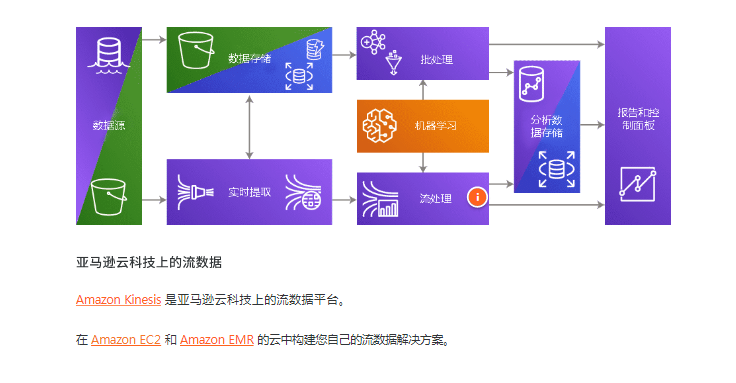 数据源
数据存储
实时提取
批处理
机器学习
流处理
i
分析数
据存储
报告和控
制面板
亚马逊云科技上的流数据
Amazon Kinesis 是亚马逊云科技上的流数据平台。
在 Amazon EC2 和 Amazon EMR 的云中构建您自己的流数据解决方案。